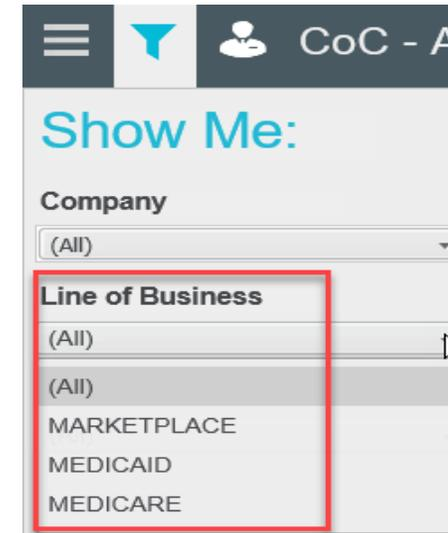 CoC - A
Show Me:
Company
(All)
Line of Business
(All)
(All)
MARKETPLACE
MEDICAID
MEDICARE